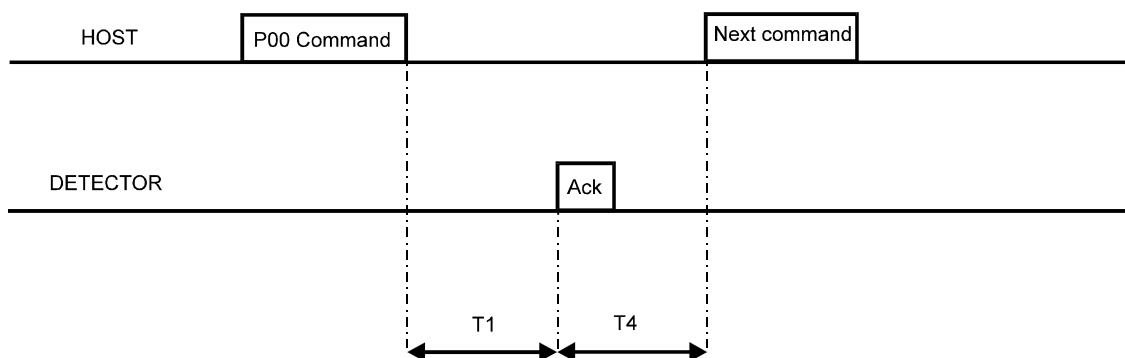 HOST
P00 Command
Next command
DETECTOR
Ack
T1
T4